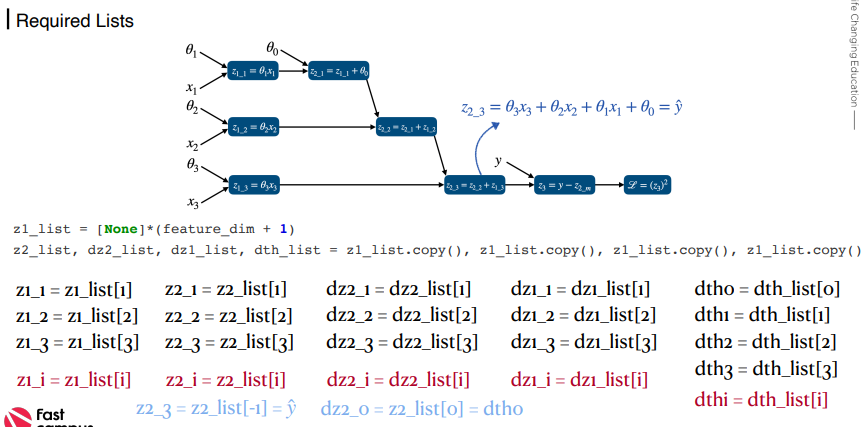 Required Lists
θ₁
θ₀
z₁_₁ = θ₁x₁
z₂_₁ = z₁_₁ + θ₀
x₁
θ₂
z₂_₃ = θ₃x₃ + θ₂x₂ + θ₁x₁ + θ₀ = ŷ
z₁_₂ = θ₂x₂
z₂_₂ = z₂_₁ + z₁_₂
x₂
θ₃
y
z₁_₃ = θ₃x₃
z₂_₃ = z₂_₂ + z₁_₃
z₃ = y − z₂_ₘ
ℒ = (z₃)²
x₃
z1_list = [None]*(feature_dim + 1)
z2_list, dz2_list, dz1_list, dth_list = z1_list.copy(), z1_list.copy(), z1_list.copy(), z1_list.copy()
z1_1 = z1_list[1] z2_1 = z2_list[1] dz2_1 = dz2_list[1] dz1_1 = dz1_list[1] dth0 = dth_list[0]
z1_2 = z1_list[2] z2_2 = z2_list[2] dz2_2 = dz2_list[2] dz1_2 = dz1_list[2] dth1 = dth_list[1]
z1_3 = z1_list[3] z2_3 = z2_list[3] dz2_3 = dz2_list[3] dz1_3 = dz1_list[3] dth2 = dth_list[2]
dth3 = dth_list[3]
z1_i = z1_list[i] z2_i = z2_list[i] dz2_i = dz2_list[i] dz1_i = dz1_list[i]
dthi = dth_list[i]
z2_3 = z2_list[-1] = ŷ dz2_0 = z2_list[0] = dth0
Fast
campus
ife Changing Education